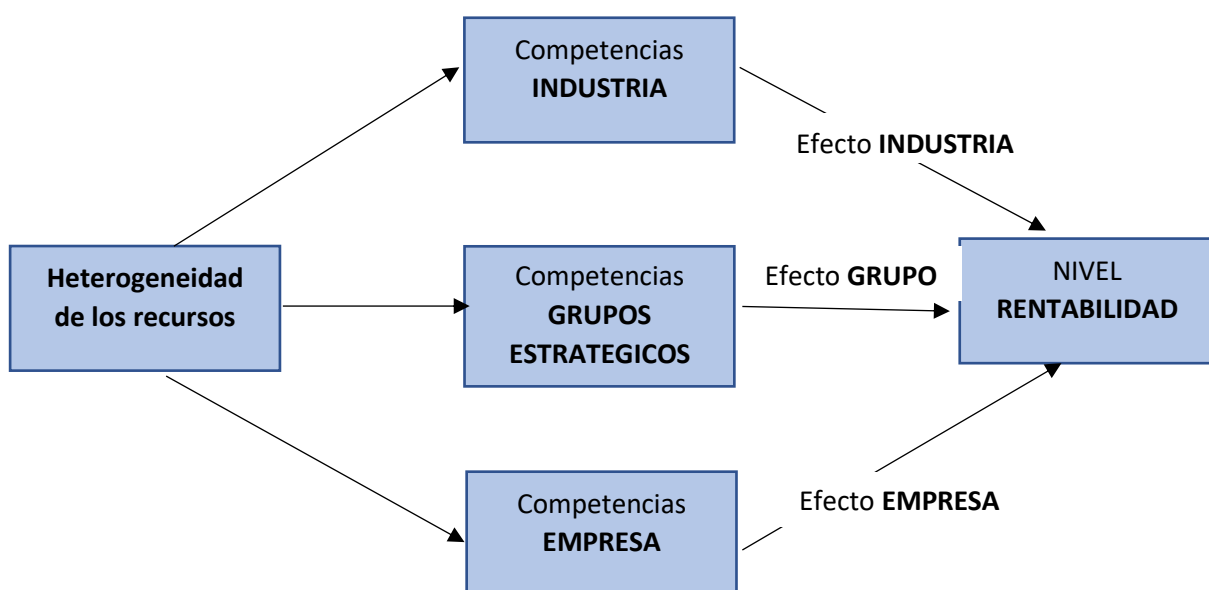 Competencias
INDUSTRIA
Efecto INDUSTRIA
Heterogeneidad
de los recursos
Competencias
GRUPOS
ESTRATEGICOS
Efecto GRUPO
NIVEL
RENTABILIDAD
Competencias
EMPRESA
Efecto EMPRESA